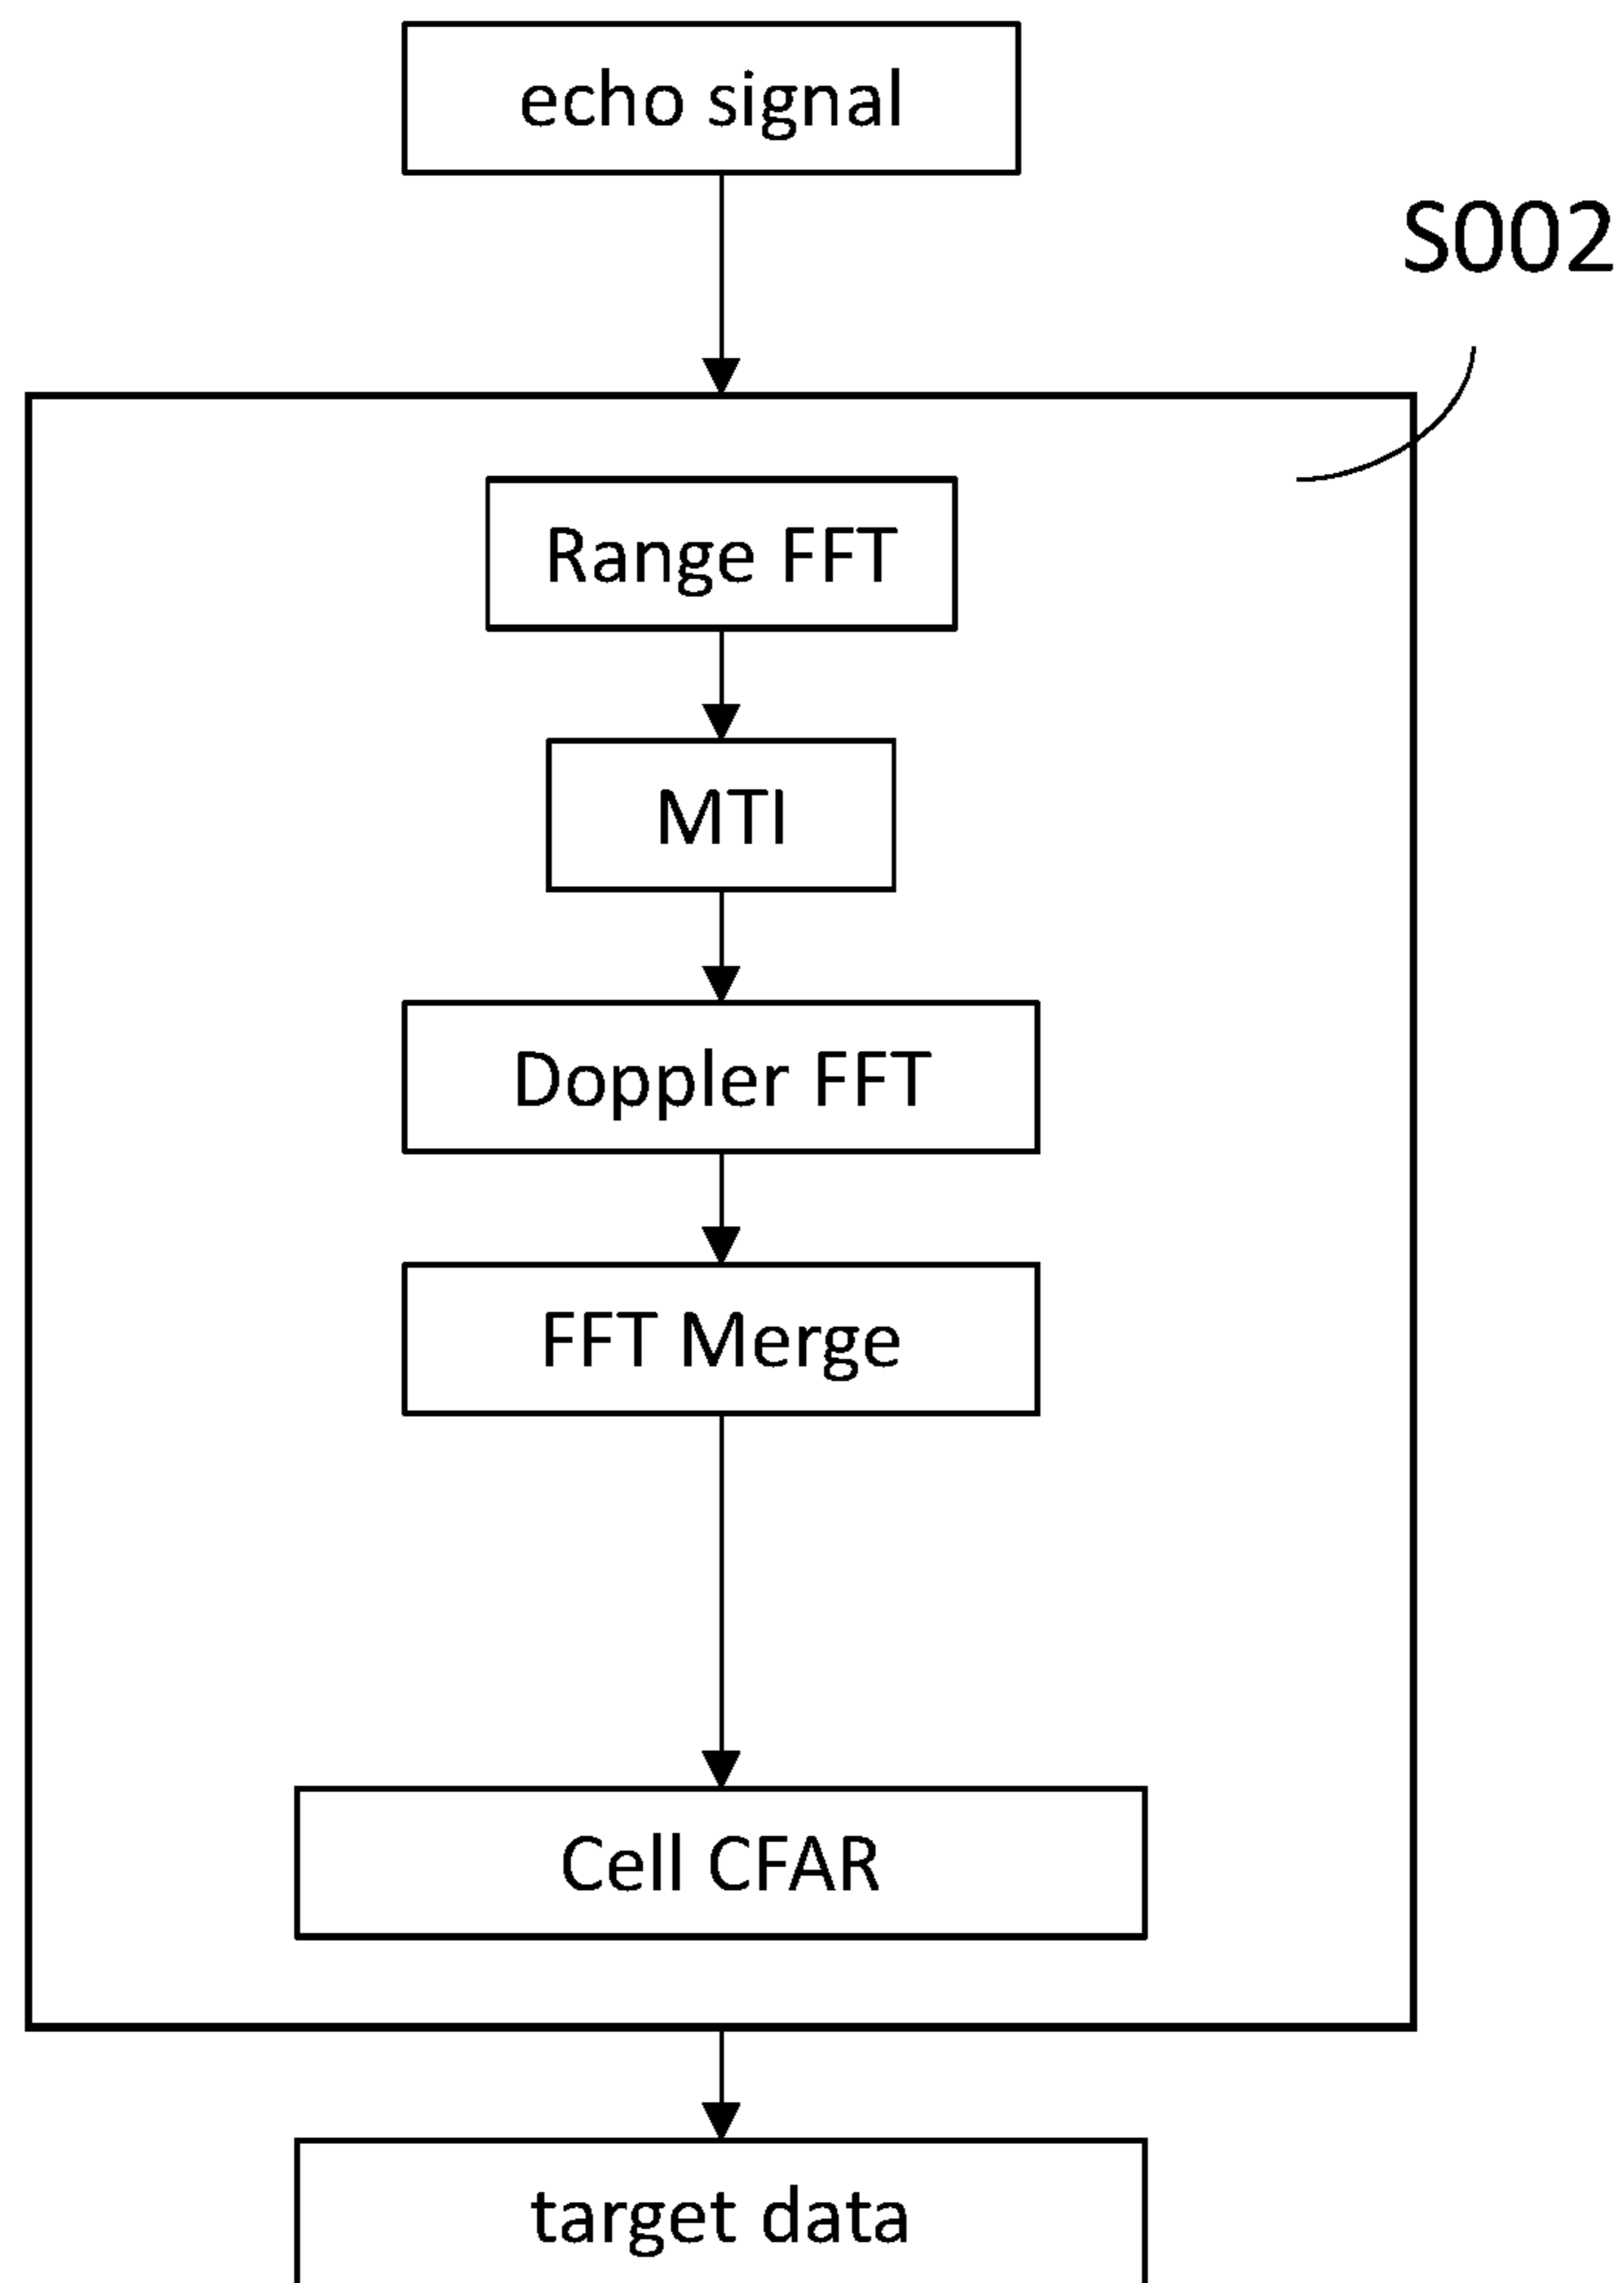 echo signal
S002
Range FFT
MTI
Doppler FFT
FFT Merge
Cell CFAR
target data